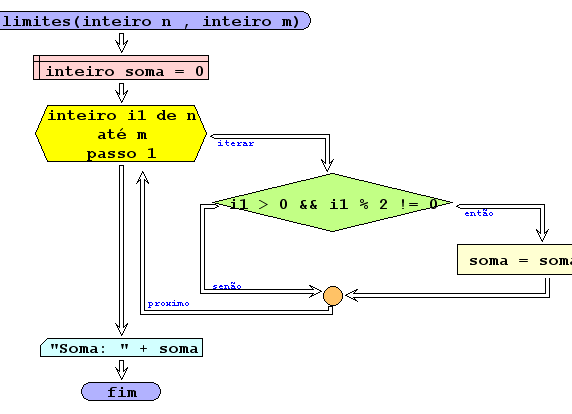 limites(inteiro n , inteiro m)
inteiro soma = 0
inteiro i1 de n
até m
passo 1
iterar
i1 > 0 && i1 % 2 != 0
então
soma = soma
senão
proximo
"Soma: " + soma
fim